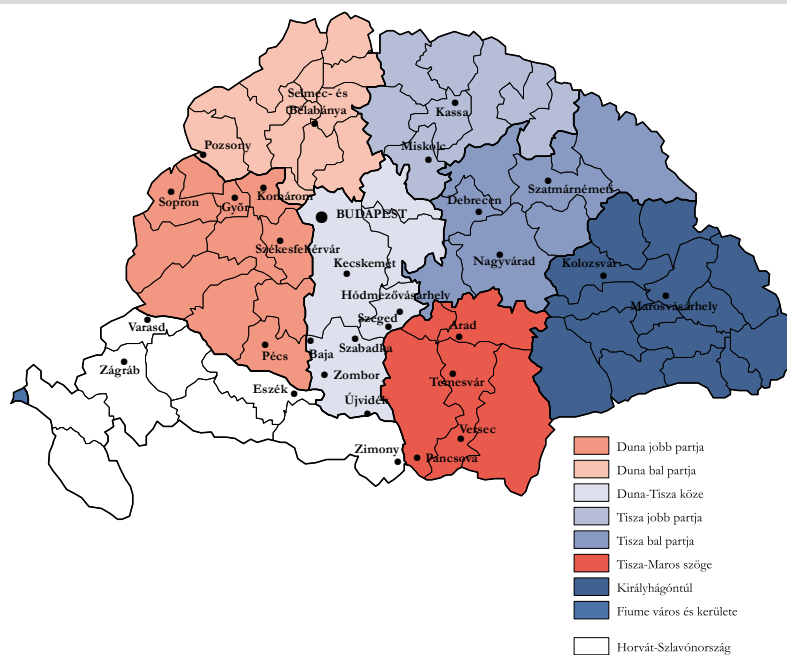 Selmec- és
Bélabánya
Kassa
Pozsony
Miskolc
Sopron
Győr
Komárom
Debrecen
Szatmárnémeti
BUDAPEST
Székesfehérvár
Kecskemét
Nagyvárad
Kolozsvár
Hódmezővásárhely
Marosvásárhely
Szeged
Varasd
Arad
Pécs
Baja
Szabadka
Zágráb
Zombor
Temesvár
Eszék
Újvidék
Versec
Zimony
Pancsova
Duna jobb partja
Duna bal partja
Duna-Tisza köze
Tisza jobb partja
Tisza bal partja
Tisza-Maros szöge
Királyhágóntúl
Fiume város és kerülete
Horvát-Szlavónország